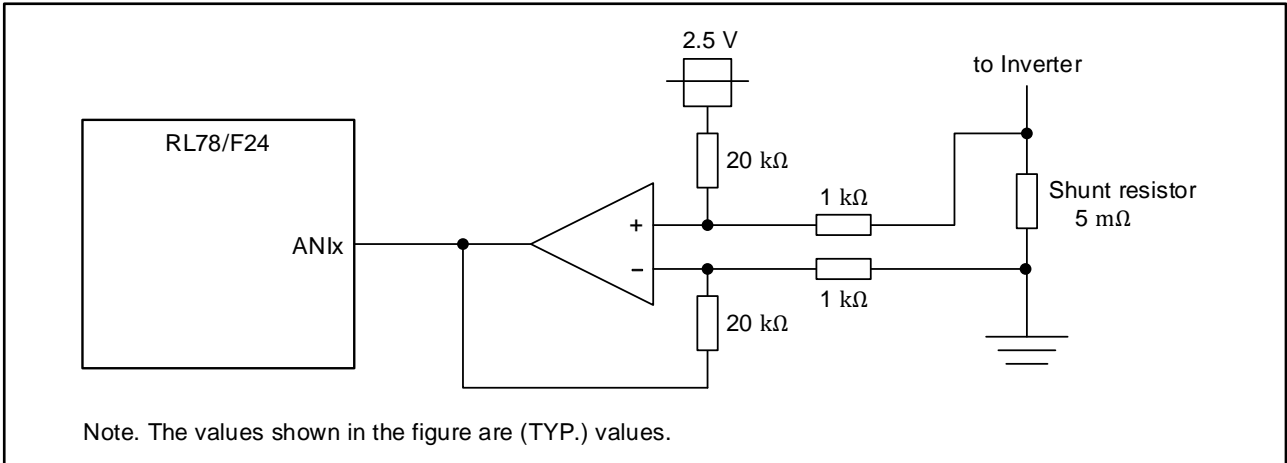 2.5 V
to Inverter
RL78/F24
20 kΩ
1 kΩ
Shunt resistor
5 mΩ
+
ANIx
−
1 kΩ
20 kΩ
Note. The values shown in the figure are (TYP.) values.